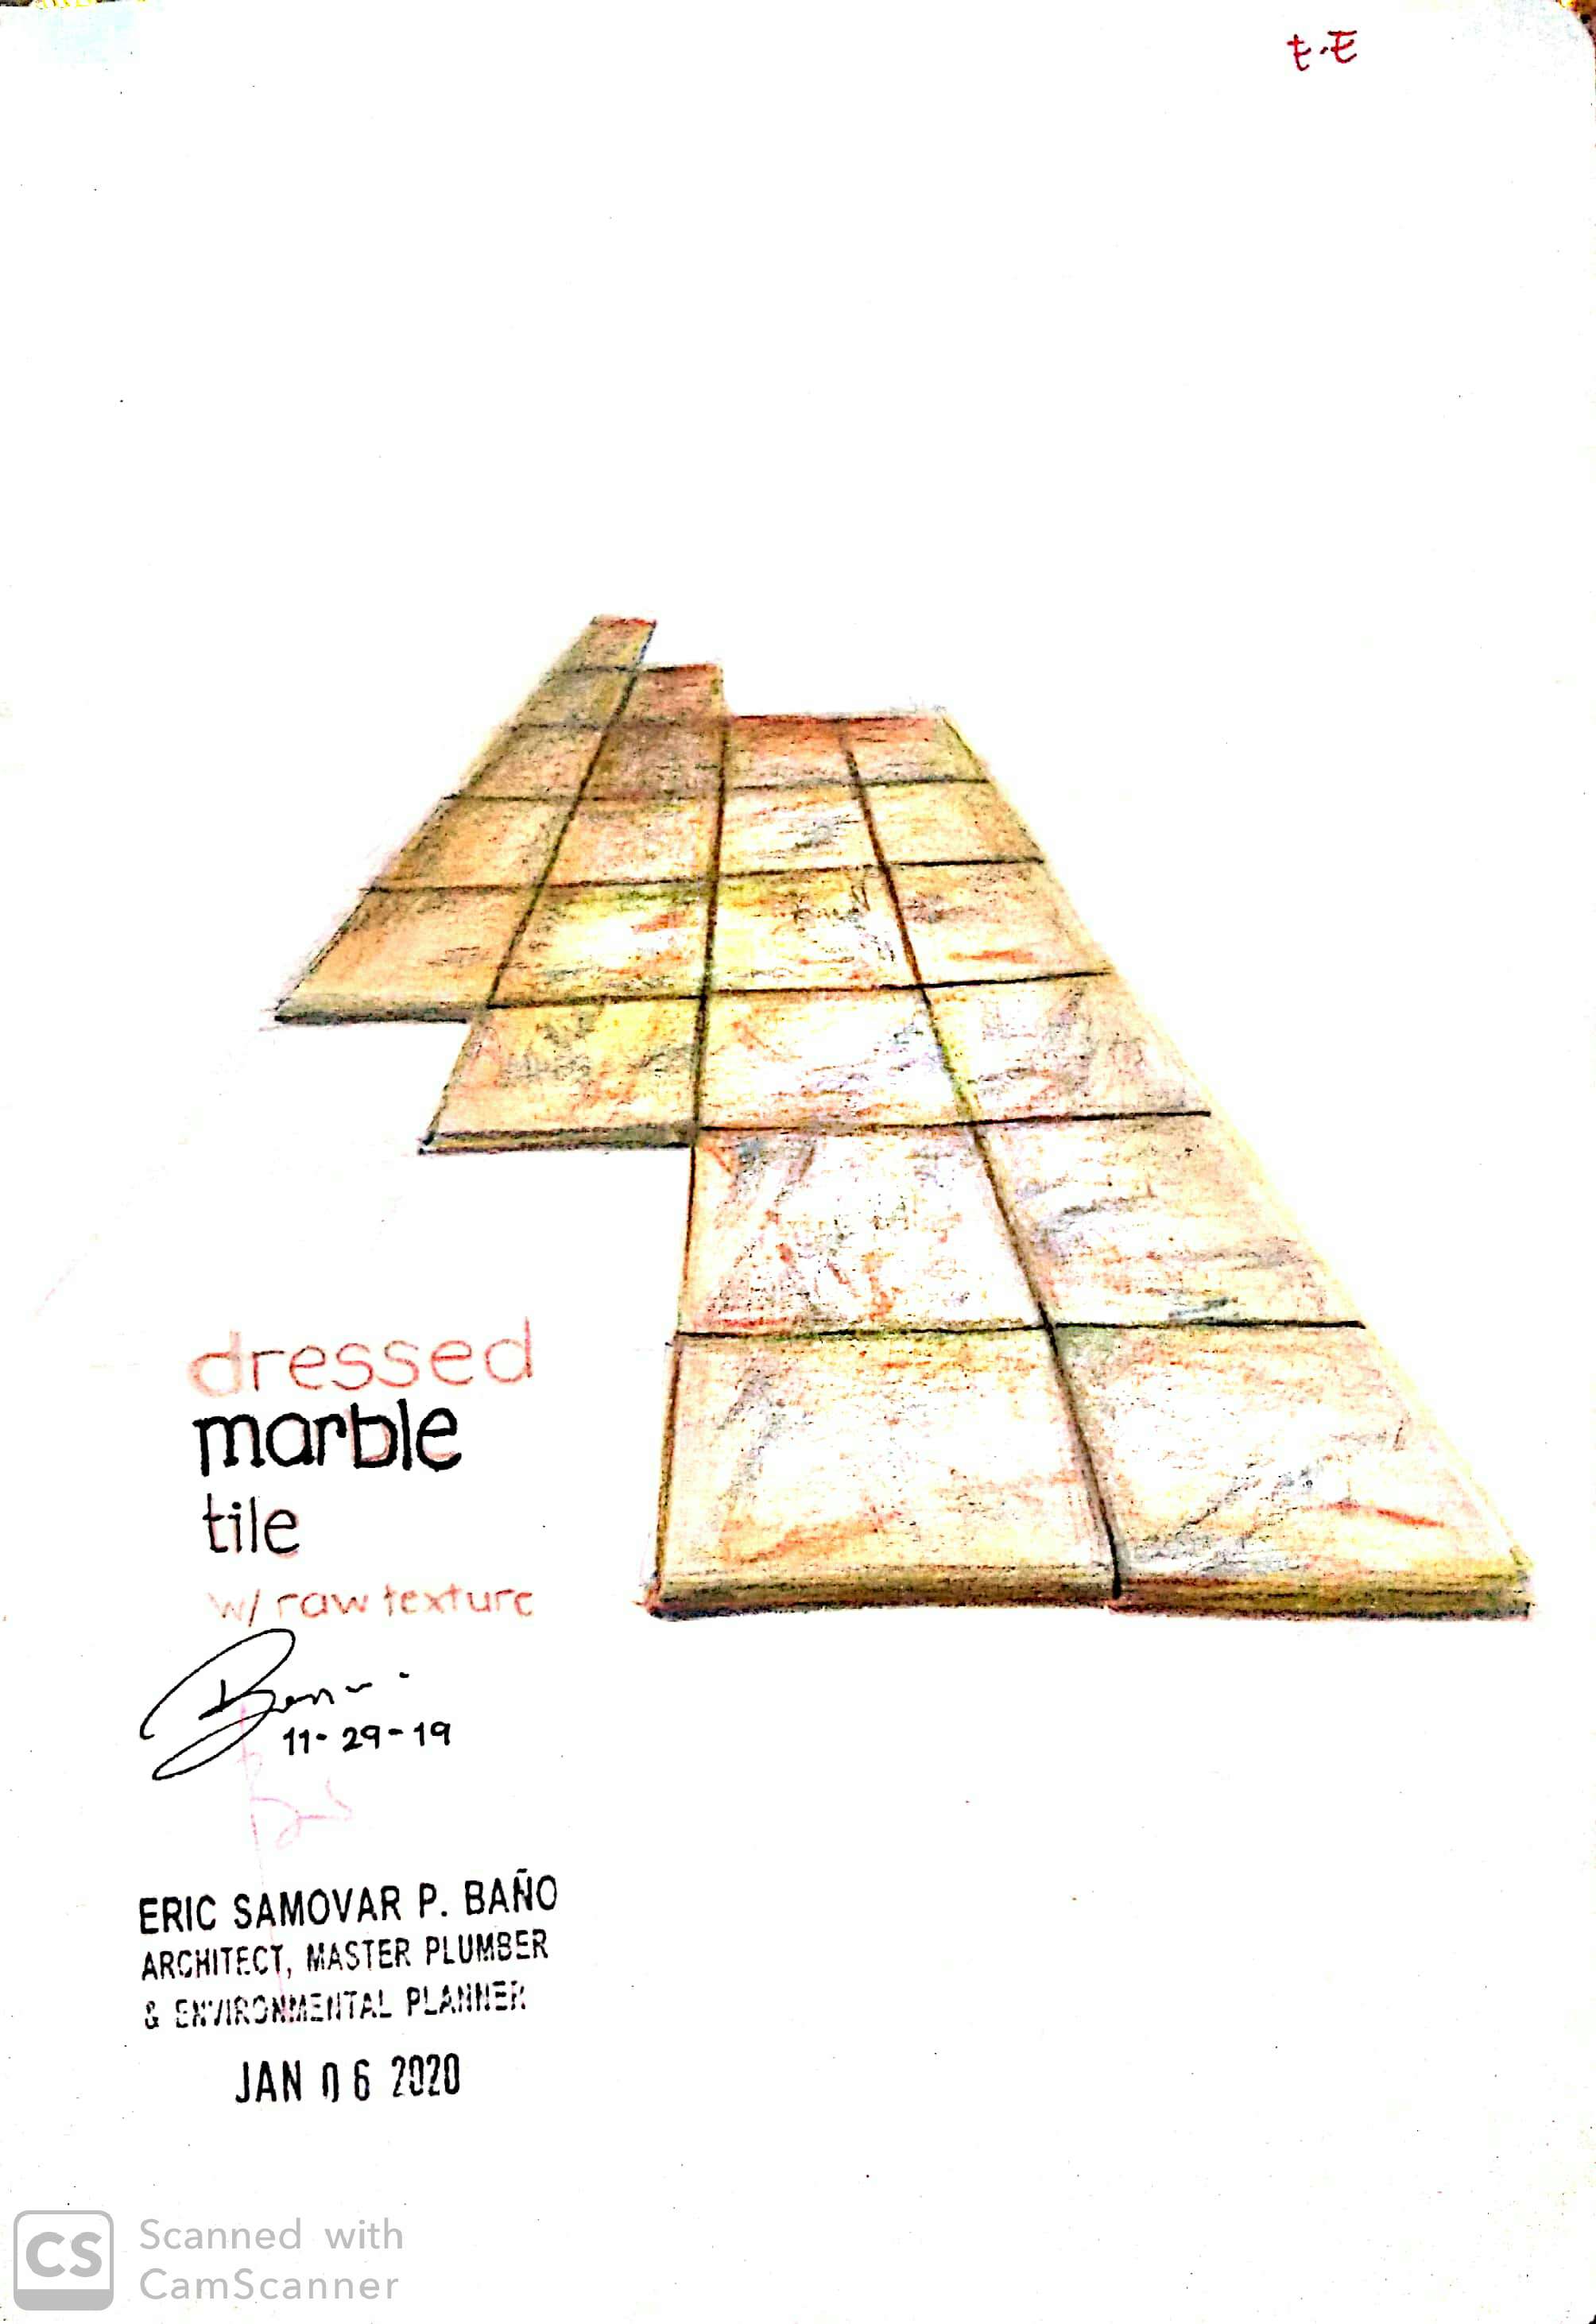 dressed
marble
tile
w/ raw texture
11-29-19
ERIC SAMOVAR P. BAÑO
ARCHITECT, MASTER PLUMBER
& ENVIRONMENTAL PLANNER
JAN 06 2020
CS
Scanned with
CamScanner